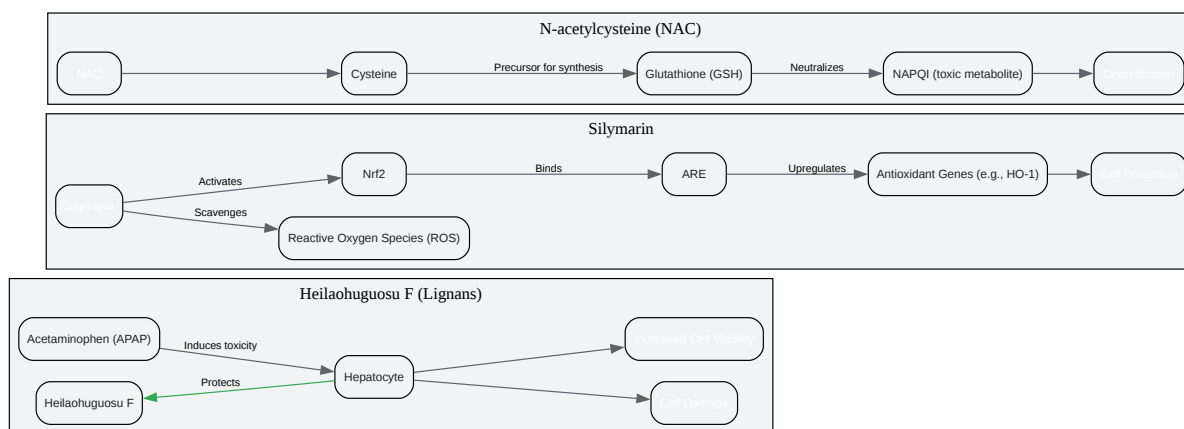 N-acetylcysteine (NAC)
NAC
Cysteine
Precursor for synthesis
Glutathione (GSH)
Neutralizes
NAPQI (toxic metabolite)
Detoxification
Silymarin
Silymarin
Activates
Nrf2
Binds
ARE
Upregulates
Antioxidant Genes (e.g., HO-1)
Cell Protection
Scavenges
Reactive Oxygen Species (ROS)
Heilaohuguosu F (Lignans)
Acetaminophen (APAP)
Induces toxicity
Hepatocyte
Increased Cell Viability
Protects
Heilaohuguosu F
Cell Damage